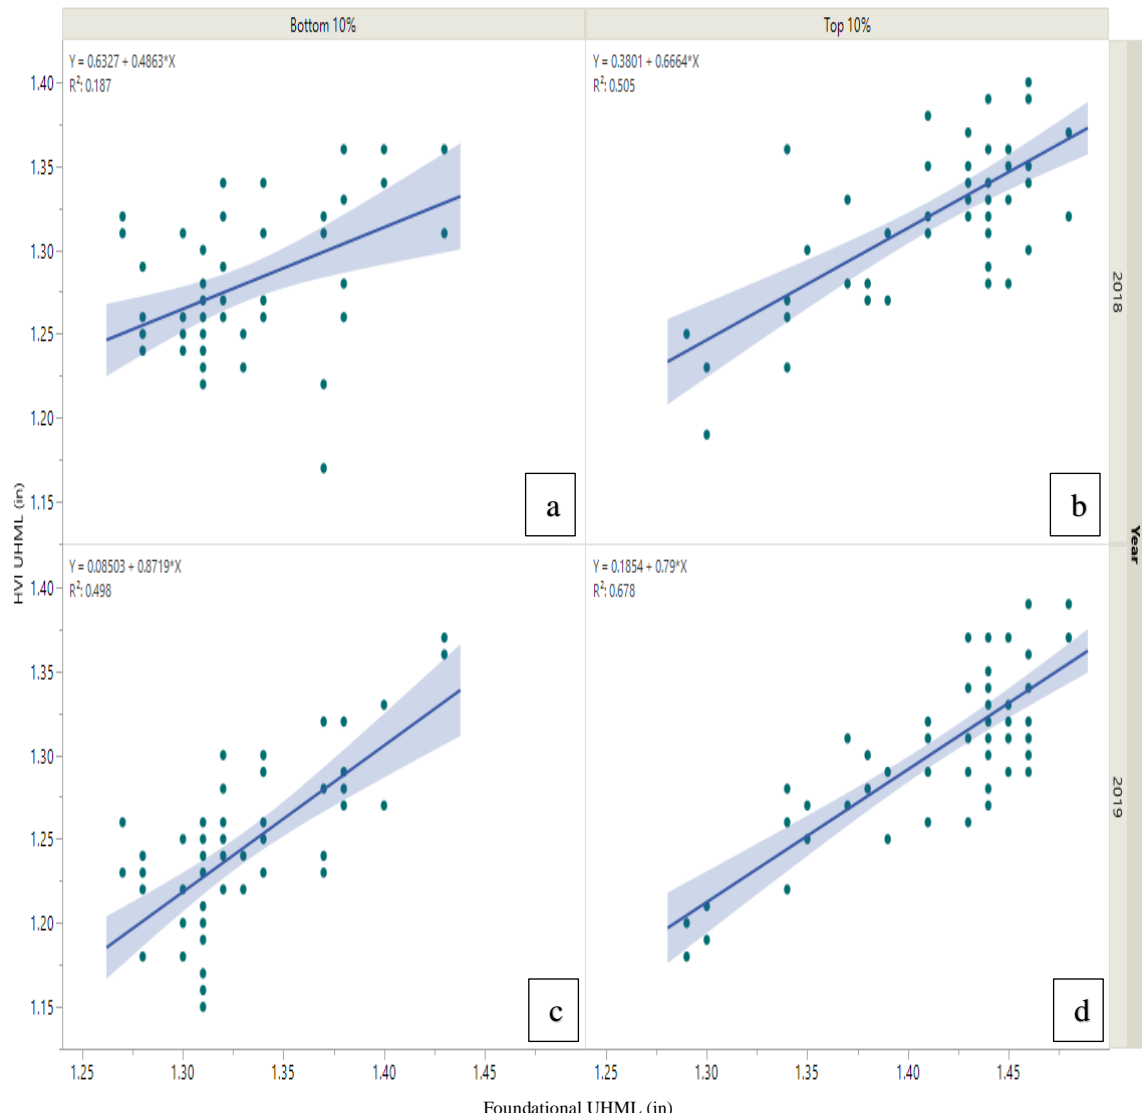 Bottom 10%
Top 10%
Y = 0.6327 + 0.4863*X
R²: 0.187
Y = 0.3801 + 0.6664*X
R²: 0.505
1.40
1.35
1.30
1.25
1.20
1.15
a
b
2018
HVI UHML (in)
Year
Y = 0.08503 + 0.8719*X
R²: 0.498
Y = 0.1854 + 0.79*X
R²: 0.678
1.40
1.35
1.30
1.25
1.20
1.15
c
d
2019
1.25 1.30 1.35 1.40 1.45 1.25 1.30 1.35 1.40 1.45
Foundational UHML (in)